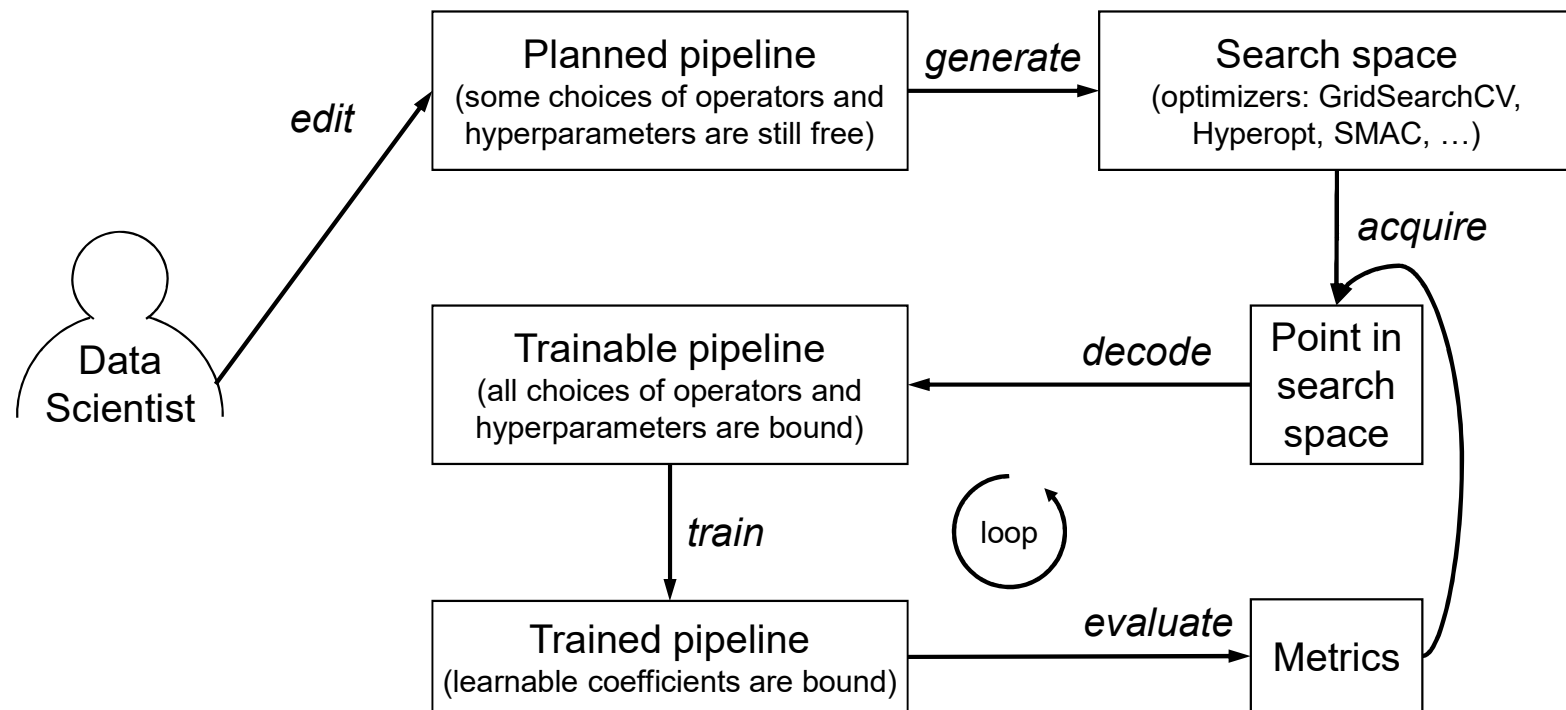 Planned pipeline
(some choices of operators and
hyperparameters are still free)
generate
Search space
(optimizers: GridSearchCV,
Hyperopt, SMAC, …)
edit
acquire
Data
Scientist
Trainable pipeline
(all choices of operators and
hyperparameters are bound)
decode
Point in
search
space
train
loop
Trained pipeline
(learnable coefficients are bound)
evaluate
Metrics